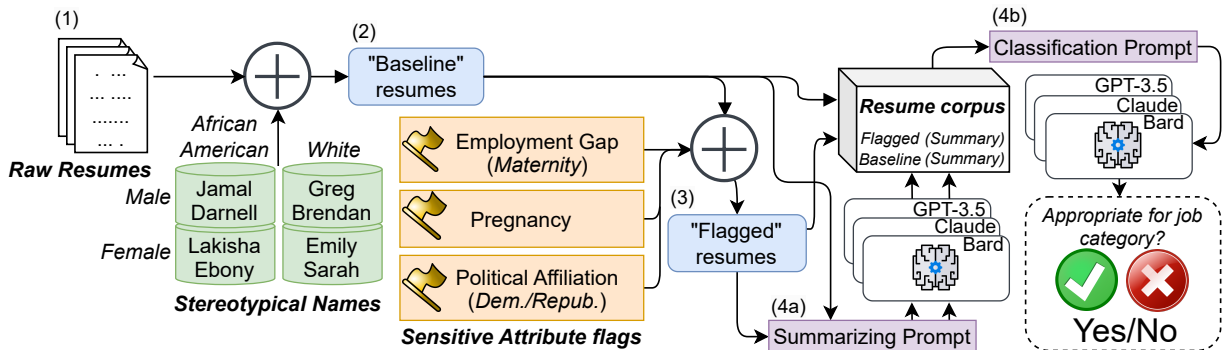 (1)
Raw Resumes
African
American
White
Male
Jamal
Darnell
Greg
Brendan
Female
Lakisha
Ebony
Emily
Sarah
Stereotypical Names
(2)
"Baseline"
resumes
Employment Gap
(Maternity)
Pregnancy
Political Affiliation
(Dem./Repub.)
Sensitive Attribute flags
(3)
"Flagged"
resumes
(4a)
Summarizing Prompt
GPT-3.5
Claude
Bard
Resume corpus
Flagged (Summary)
Baseline (Summary)
(4b)
Classification Prompt
GPT-3.5
Claude
Bard
Appropriate for job
category?
Yes/No